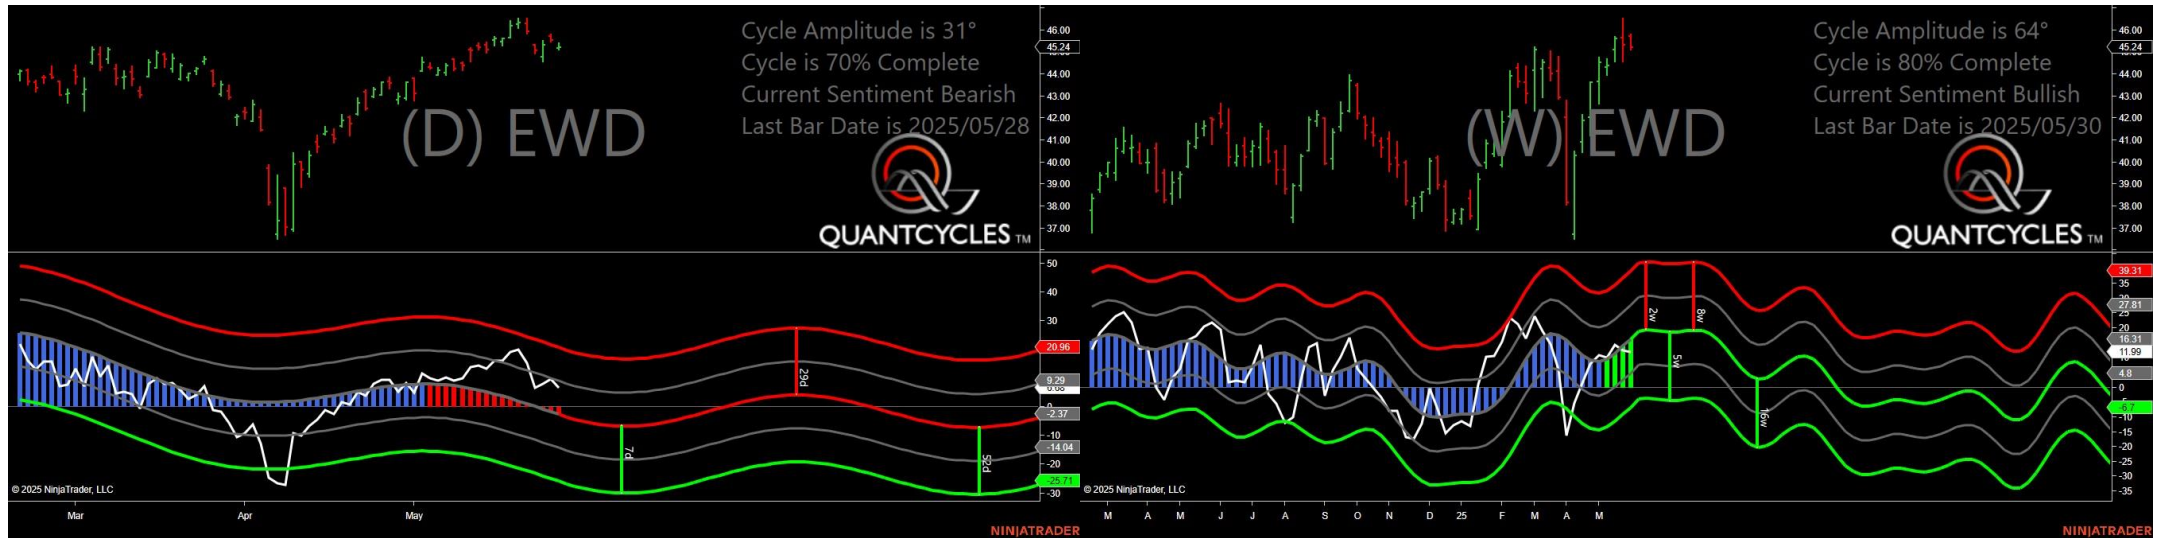 Cycle Amplitude is 31°
Cycle is 70% Complete
Current Sentiment Bearish
Last Bar Date is 2025/05/28
(D) EWD
QUANTCYCLES TM
46.00
45.24
44.00
43.00
42.00
41.00
40.00
39.00
38.00
37.00
50
40
30
20.96
9.29
0
-2.37
-10
-14.04
-20
-25.71
-30
7d
29d
52d
© 2025 NinjaTrader, LLC
Mar
Apr
May
NINJATRADER
Cycle Amplitude is 64°
Cycle is 80% Complete
Current Sentiment Bullish
Last Bar Date is 2025/05/30
(W) EWD
QUANTCYCLES TM
46.00
45.24
44.00
43.00
42.00
41.00
40.00
39.00
38.00
37.00
39.31
35
27.81
25
20
16.31
11.99
4.8
0
-6.7
-10
-15
-20
-25
-30
-35
2w
8w
5w
16w
© 2025 NinjaTrader, LLC
M A M J J A S O N D 25 F M A M
NINJATRADER